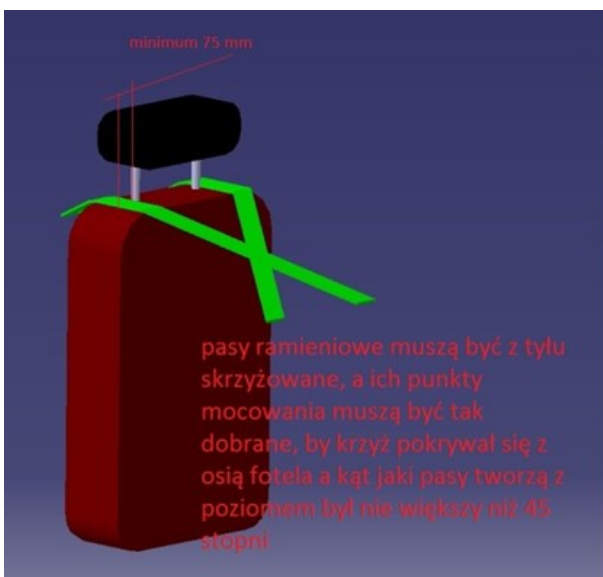 minimum 75 mm
pasy ramieniowe muszą być z tyłu
skrzyżowane, a ich punkty
mocowania muszą być tak
dobrane, by krzyż pokrywał się z
osią fotela a kąt jaki pasy tworzą z
poziomem był nie większy niż 45
stopni